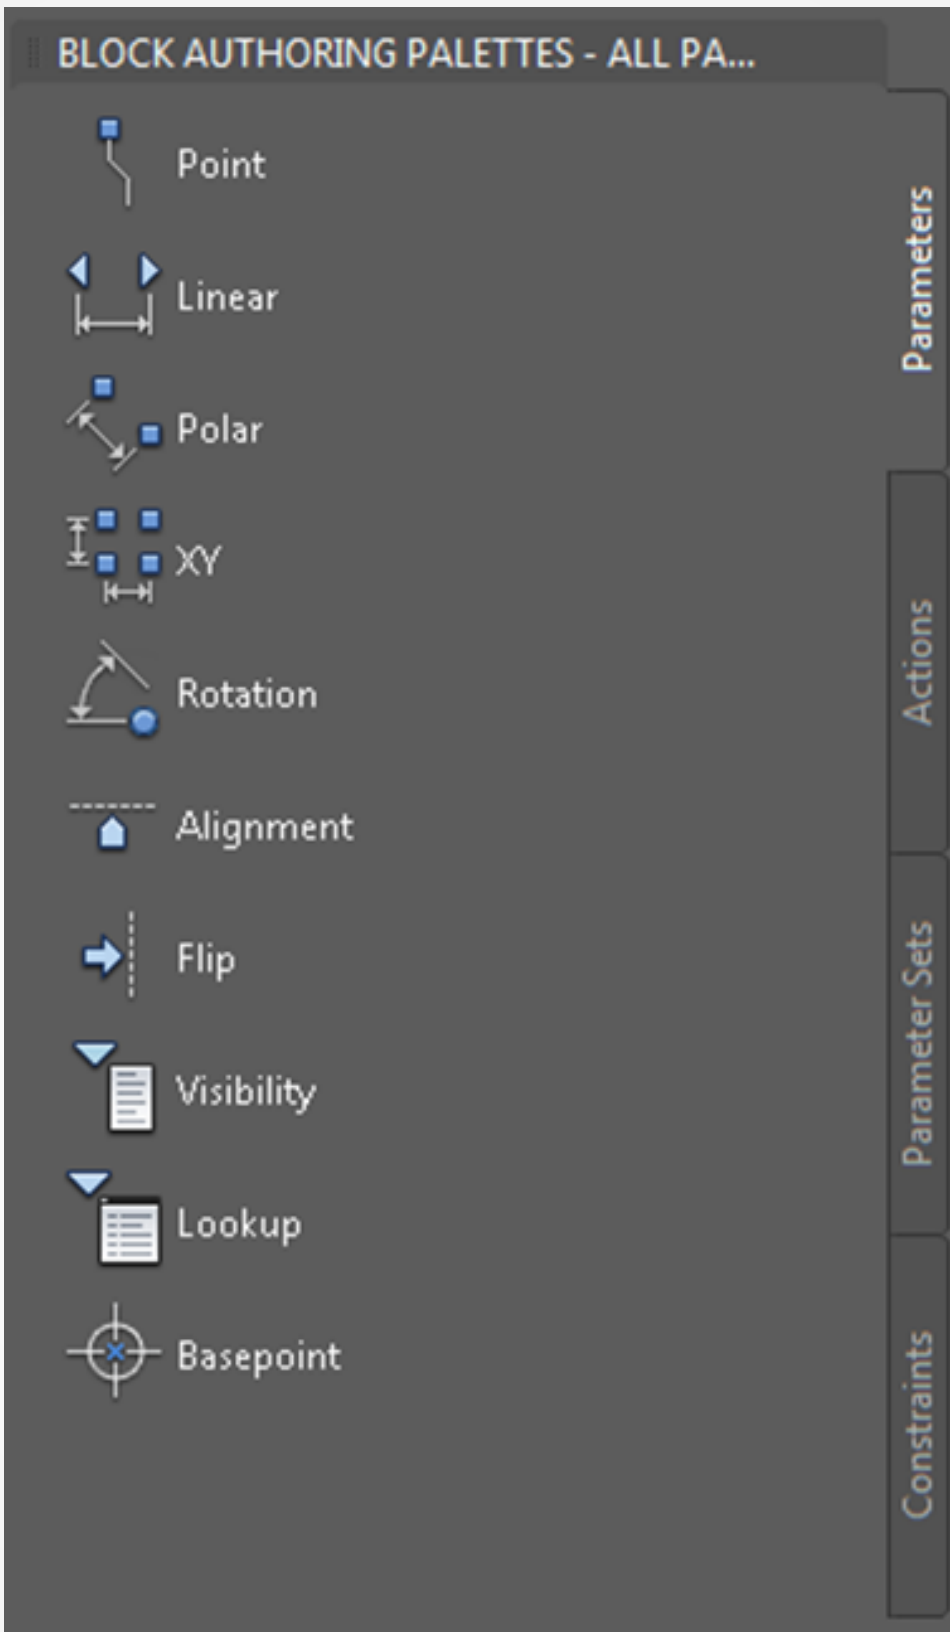 BLOCK AUTHORING PALETTES - ALL PA...
Point
Linear
Polar
XY
Rotation
Alignment
Flip
Visibility
Lookup
Basepoint
Parameters
Actions
Parameter Sets
Constraints